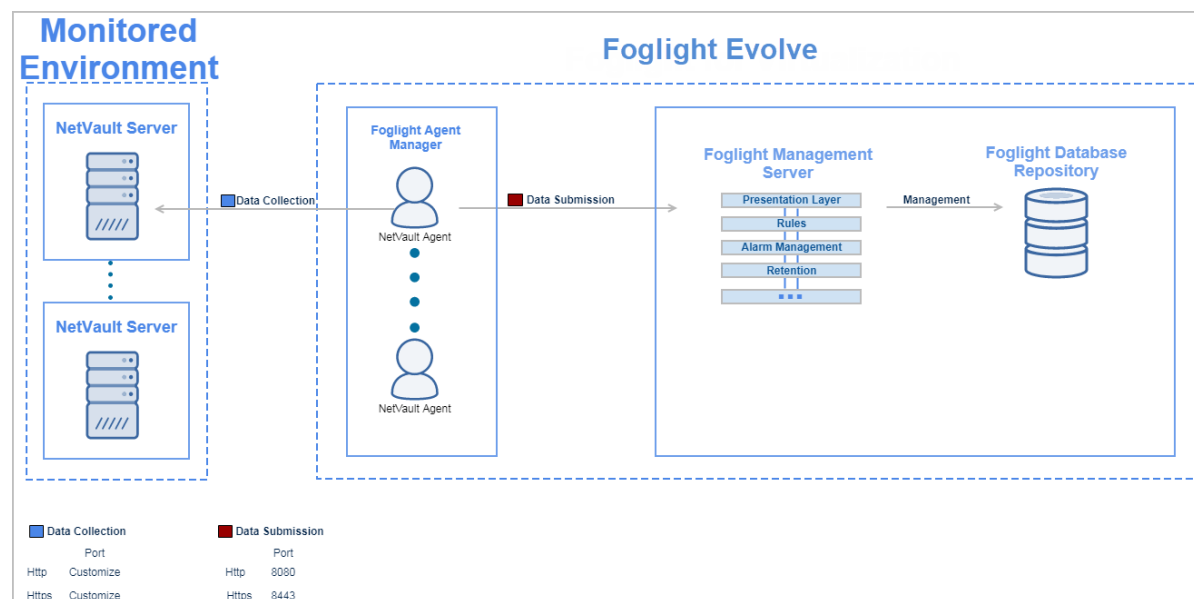 Monitored
Environment
Foglight Evolve
NetVault Server
Foglight Agent
Manager
Foglight Management
Server
Foglight Database
Repository
Data Collection
Data Submission
Presentation Layer
Management
Rules
NetVault Agent
Alarm Management
Retention
NetVault Server
NetVault Agent
Data Collection
Port
Http Customize
Https Customize
Data Submission
Port
Http 8080
Https 8443